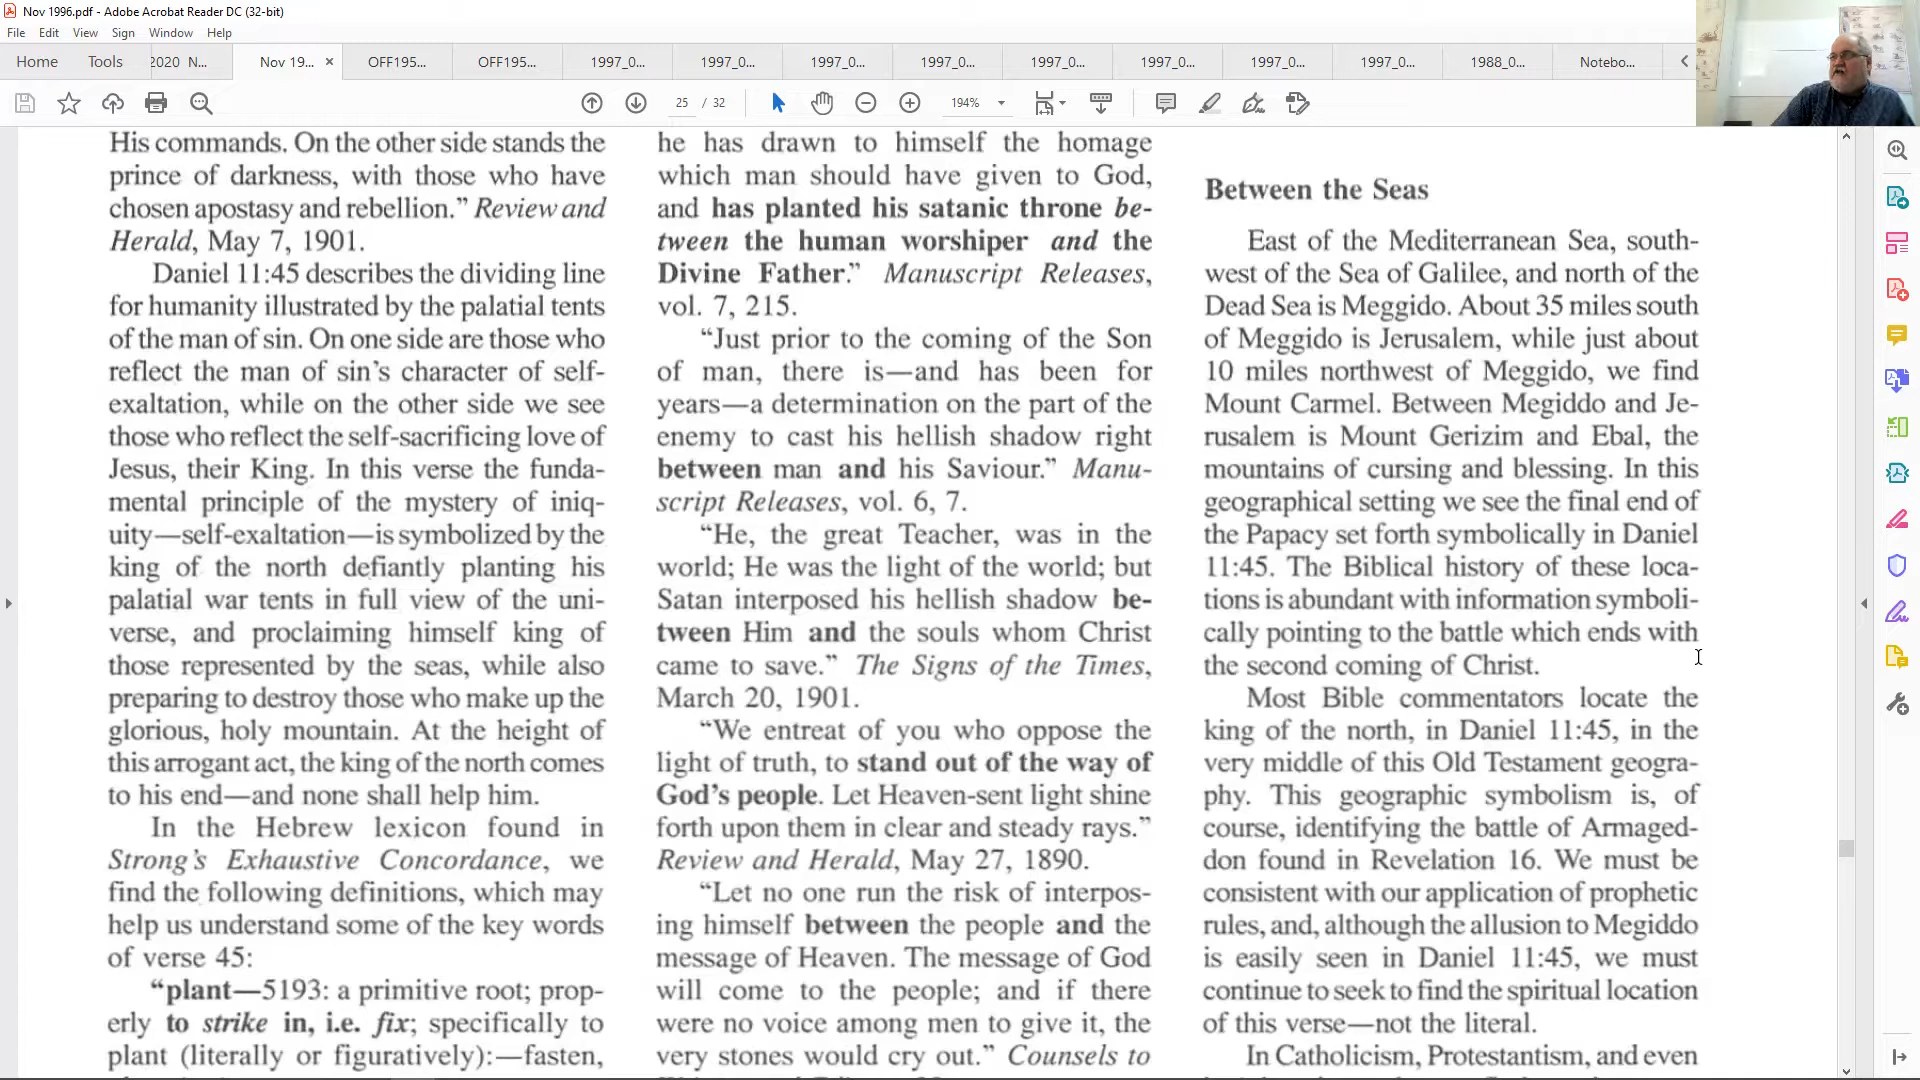 Nov 1996.pdf - Adobe Acrobat Reader DC (32-bit)
File Edit View Sign Window Help
Home Tools 2020 N... Nov 19... × OFF195... OFF195... 1997_0... 1997_0... 1997_0... 1997_0... 1997_0... 1997_0... 1997_0... 1997_0... 1988_0... Notebo...
25 / 32 194%
His commands. On the other side stands the
prince of darkness, with those who have
chosen apostasy and rebellion.” Review and
Herald, May 7, 1901.
Daniel 11:45 describes the dividing line
for humanity illustrated by the palatial tents
of the man of sin. On one side are those who
reflect the man of sin’s character of self-
exaltation, while on the other side we see
those who reflect the self-sacrificing love of
Jesus, their King. In this verse the funda-
mental principle of the mystery of iniq-
uity—self-exaltation—is symbolized by the
king of the north defiantly planting his
palatial war tents in full view of the uni-
verse, and proclaiming himself king of
those represented by the seas, while also
preparing to destroy those who make up the
glorious, holy mountain. At the height of
this arrogant act, the king of the north comes
to his end—and none shall help him.
In the Hebrew lexicon found in
Strong’s Exhaustive Concordance, we
find the following definitions, which may
help us understand some of the key words
of verse 45:
“plant—5193: a primitive root; prop-
erly to strike in, i.e. fix; specifically to
plant (literally or figuratively):—fasten,
he has drawn to himself the homage
which man should have given to God,
and has planted his satanic throne be-
tween the human worshiper and the
Divine Father.” Manuscript Releases,
vol. 7, 215.
“Just prior to the coming of the Son
of man, there is—and has been for
years—a determination on the part of the
enemy to cast his hellish shadow right
between man and his Saviour.” Manu-
script Releases, vol. 6, 7.
“He, the great Teacher, was in the
world; He was the light of the world; but
Satan interposed his hellish shadow be-
tween Him and the souls whom Christ
came to save.” The Signs of the Times,
March 20, 1901.
“We entreat of you who oppose the
light of truth, to stand out of the way of
God’s people. Let Heaven-sent light shine
forth upon them in clear and steady rays.”
Review and Herald, May 27, 1890.
“Let no one run the risk of interpos-
ing himself between the people and the
message of Heaven. The message of God
will come to the people; and if there
were no voice among men to give it, the
very stones would cry out.” Counsels to
Between the Seas
East of the Mediterranean Sea, south-
west of the Sea of Galilee, and north of the
Dead Sea is Meggido. About 35 miles south
of Meggido is Jerusalem, while just about
10 miles northwest of Meggido, we find
Mount Carmel. Between Megiddo and Je-
rusalem is Mount Gerizim and Ebal, the
mountains of cursing and blessing. In this
geographical setting we see the final end of
the Papacy set forth symbolically in Daniel
11:45. The Biblical history of these loca-
tions is abundant with information symboli-
cally pointing to the battle which ends with
the second coming of Christ.
Most Bible commentators locate the
king of the north, in Daniel 11:45, in the
very middle of this Old Testament geogra-
phy. This geographic symbolism is, of
course, identifying the battle of Armaged-
don found in Revelation 16. We must be
consistent with our application of prophetic
rules, and, although the allusion to Megiddo
is easily seen in Daniel 11:45, we must
continue to seek to find the spiritual location
of this verse—not the literal.
In Catholicism, Protestantism, and even